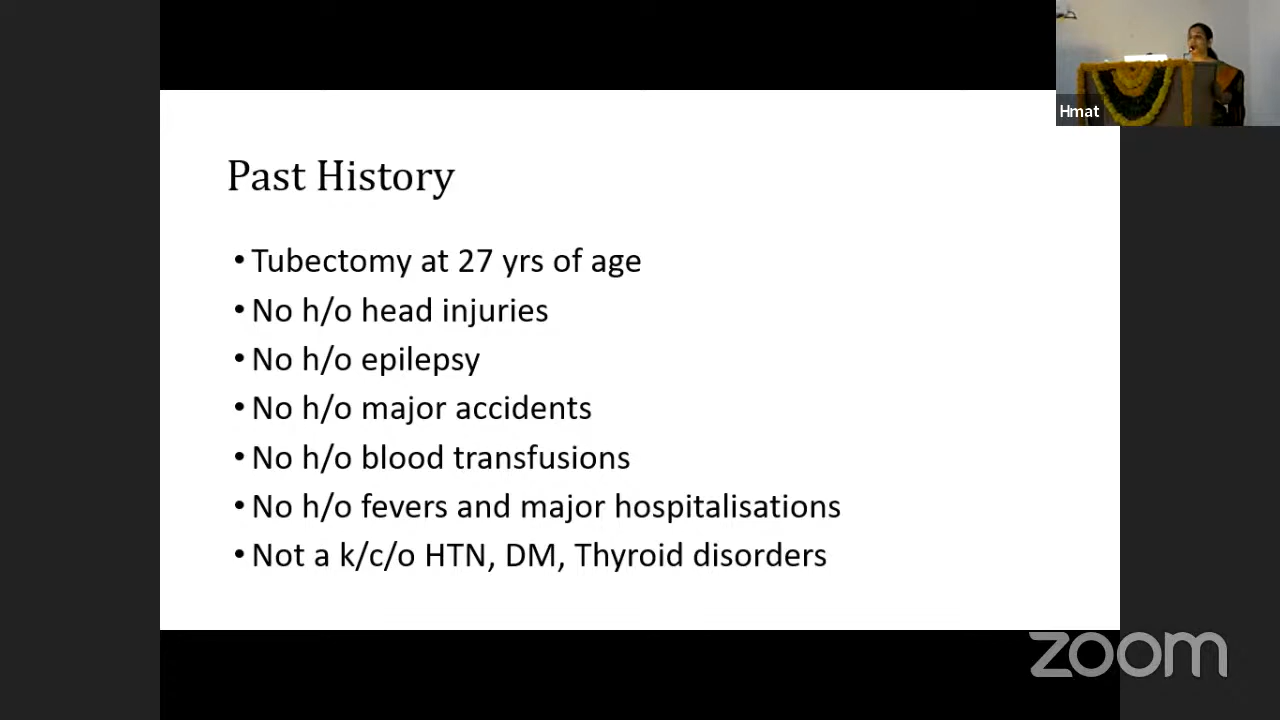 Hmat
Past History
• Tubectomy at 27 yrs of age
• No h/o head injuries
• No h/o epilepsy
• No h/o major accidents
• No h/o blood transfusions
• No h/o fevers and major hospitalisations
• Not a k/c/o HTN, DM, Thyroid disorders
zoom